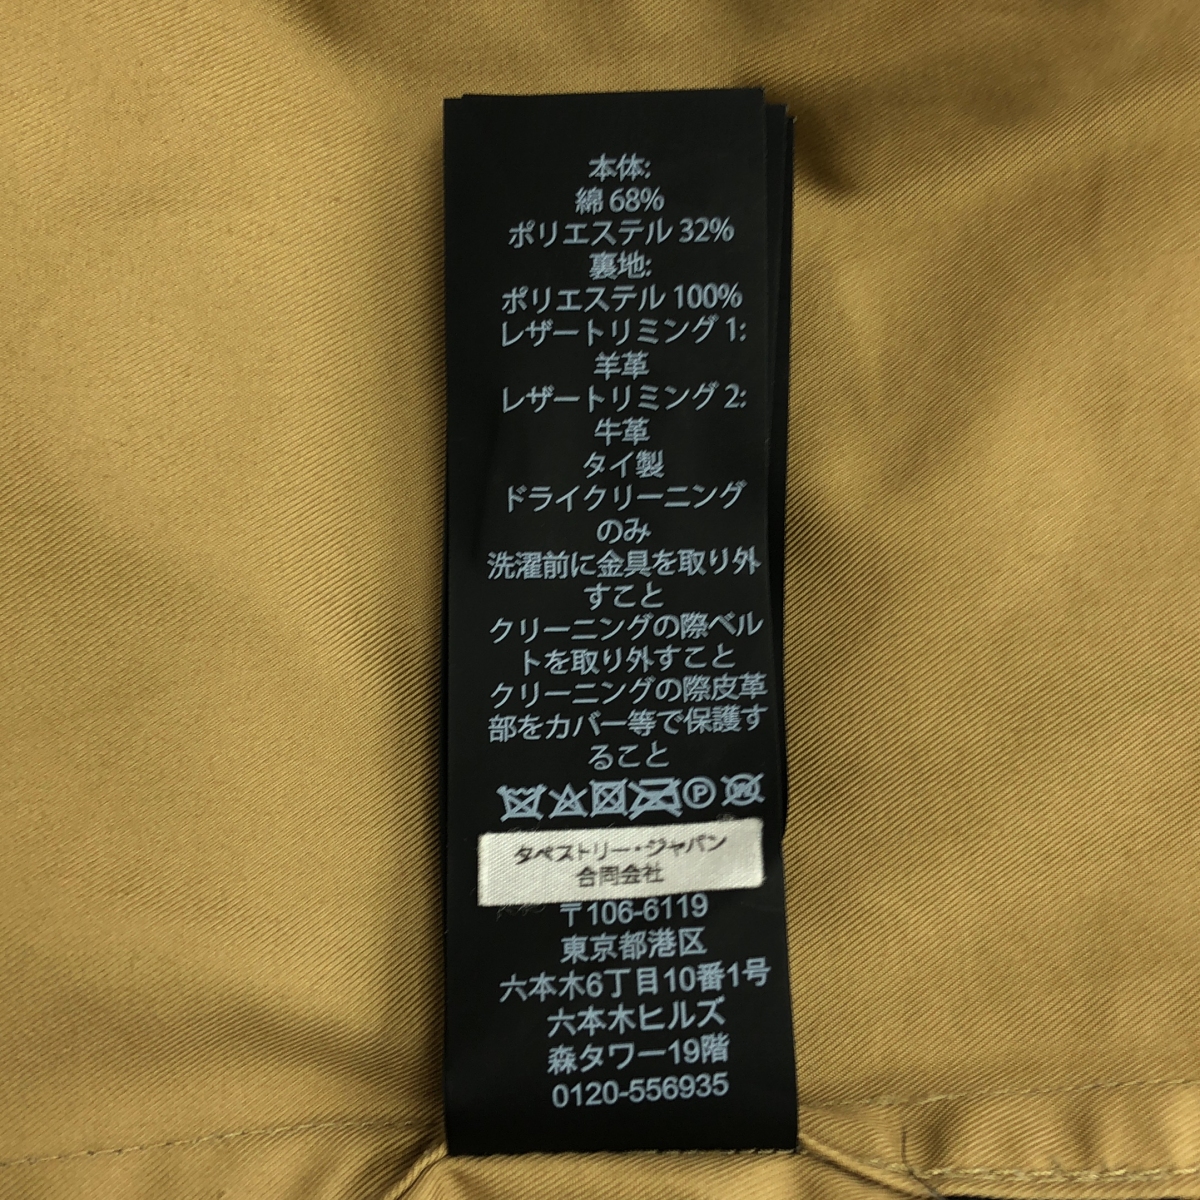 本体:
綿 68%
ポリエステル 32%
裏地:
ポリエステル 100%
レザートリミング 1:
羊革
レザートリミング 2:
牛革
タイ製
ドライクリーニング
のみ
洗濯前に金具を取り外
すこと
クリーニングの際ベル
トを取り外すこと
クリーニングの際皮革
部をカバー等で保護す
ること
P W
タペストリー・ジャパン
合同会社
〒106-6119
東京都港区
六本木6丁目10番1号
六本木ヒルズ
森タワー19階
0120-556935